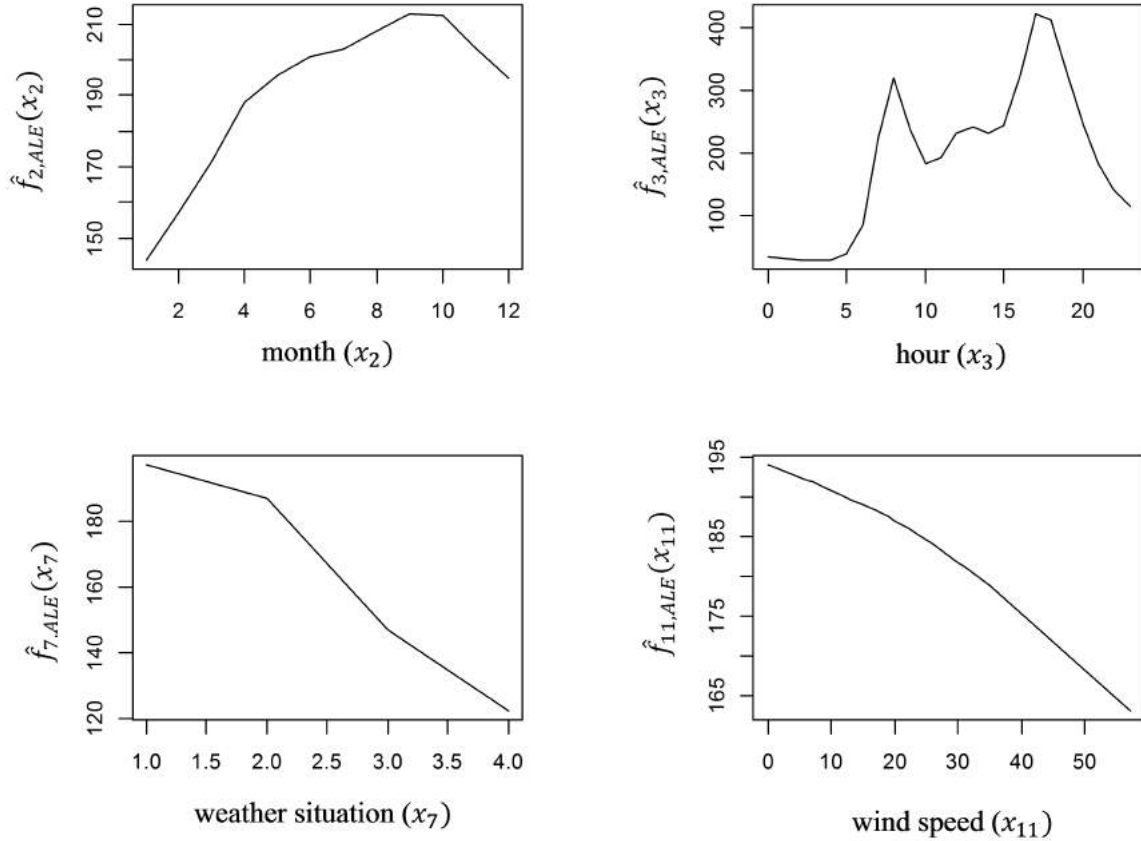 210
190
170
150
f̂₂,ALE(x₂)
2 4 6 8 10 12
month (x₂)
400
300
200
100
f̂₃,ALE(x₃)
0 5 10 15 20
hour (x₃)
180
160
140
120
f̂₇,ALE(x₇)
1.0 1.5 2.0 2.5 3.0 3.5 4.0
weather situation (x₇)
195
185
175
165
f̂₁₁,ALE(x₁₁)
0 10 20 30 40 50
wind speed (x₁₁)